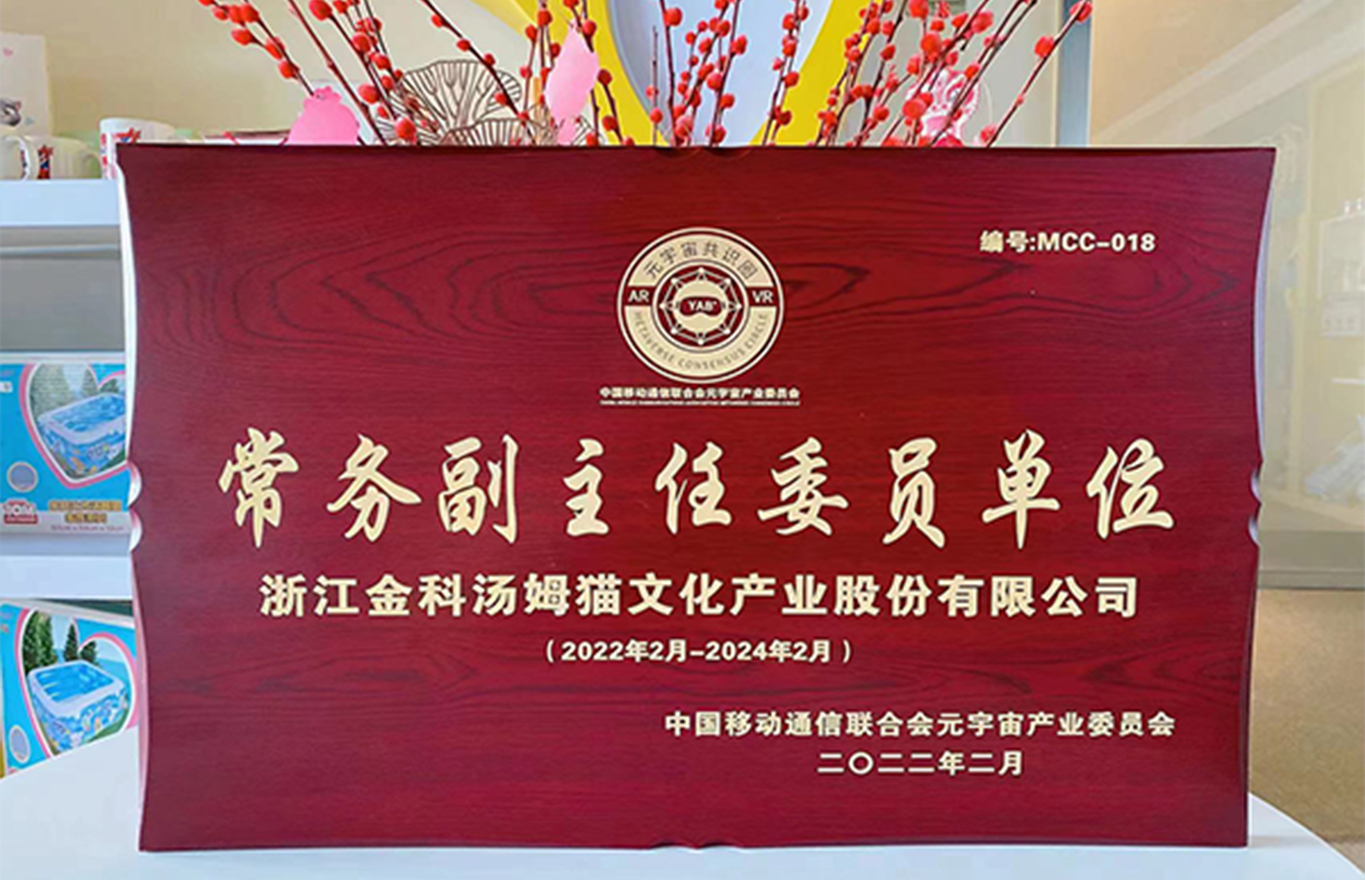 编号:MCC-018
元宇宙共识圈
AR
YAB
VR
METAVERSE CONSENSUS CIRCLE
中国移动通信联合会元宇宙产业委员会
常务副主任委员单位
浙江金科汤姆猫文化产业股份有限公司
（2022年2月-2024年2月）
中国移动通信联合会元宇宙产业委员会
二〇二二年二月